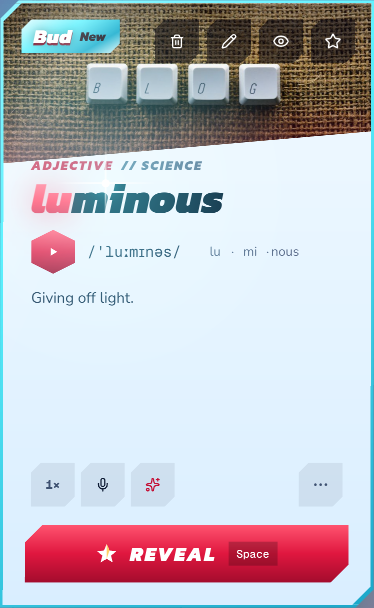 Bud New
B L O G
ADJECTIVE // SCIENCE
luminous
/ˈluːmɪnəs/ lu · mi · nous
Giving off light.
1×
REVEAL Space